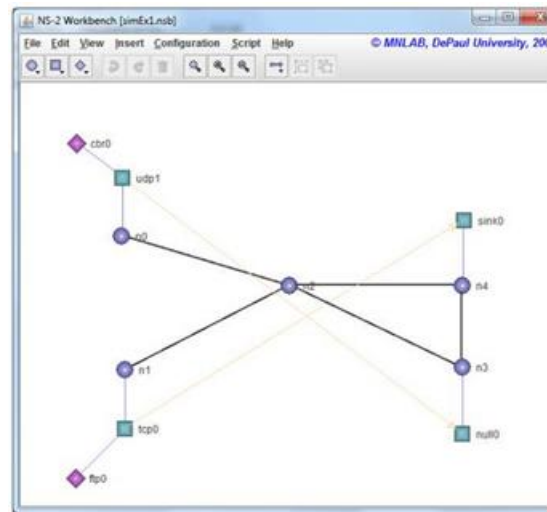 NS-2 Workbench [simEx1.nsb]
File Edit View Insert Configuration Script Help © MNLAB, DePaul University, 200
cbr0
udp1
sink0
n0
n2
n4
n1
n3
tcp0
null0
ftp0